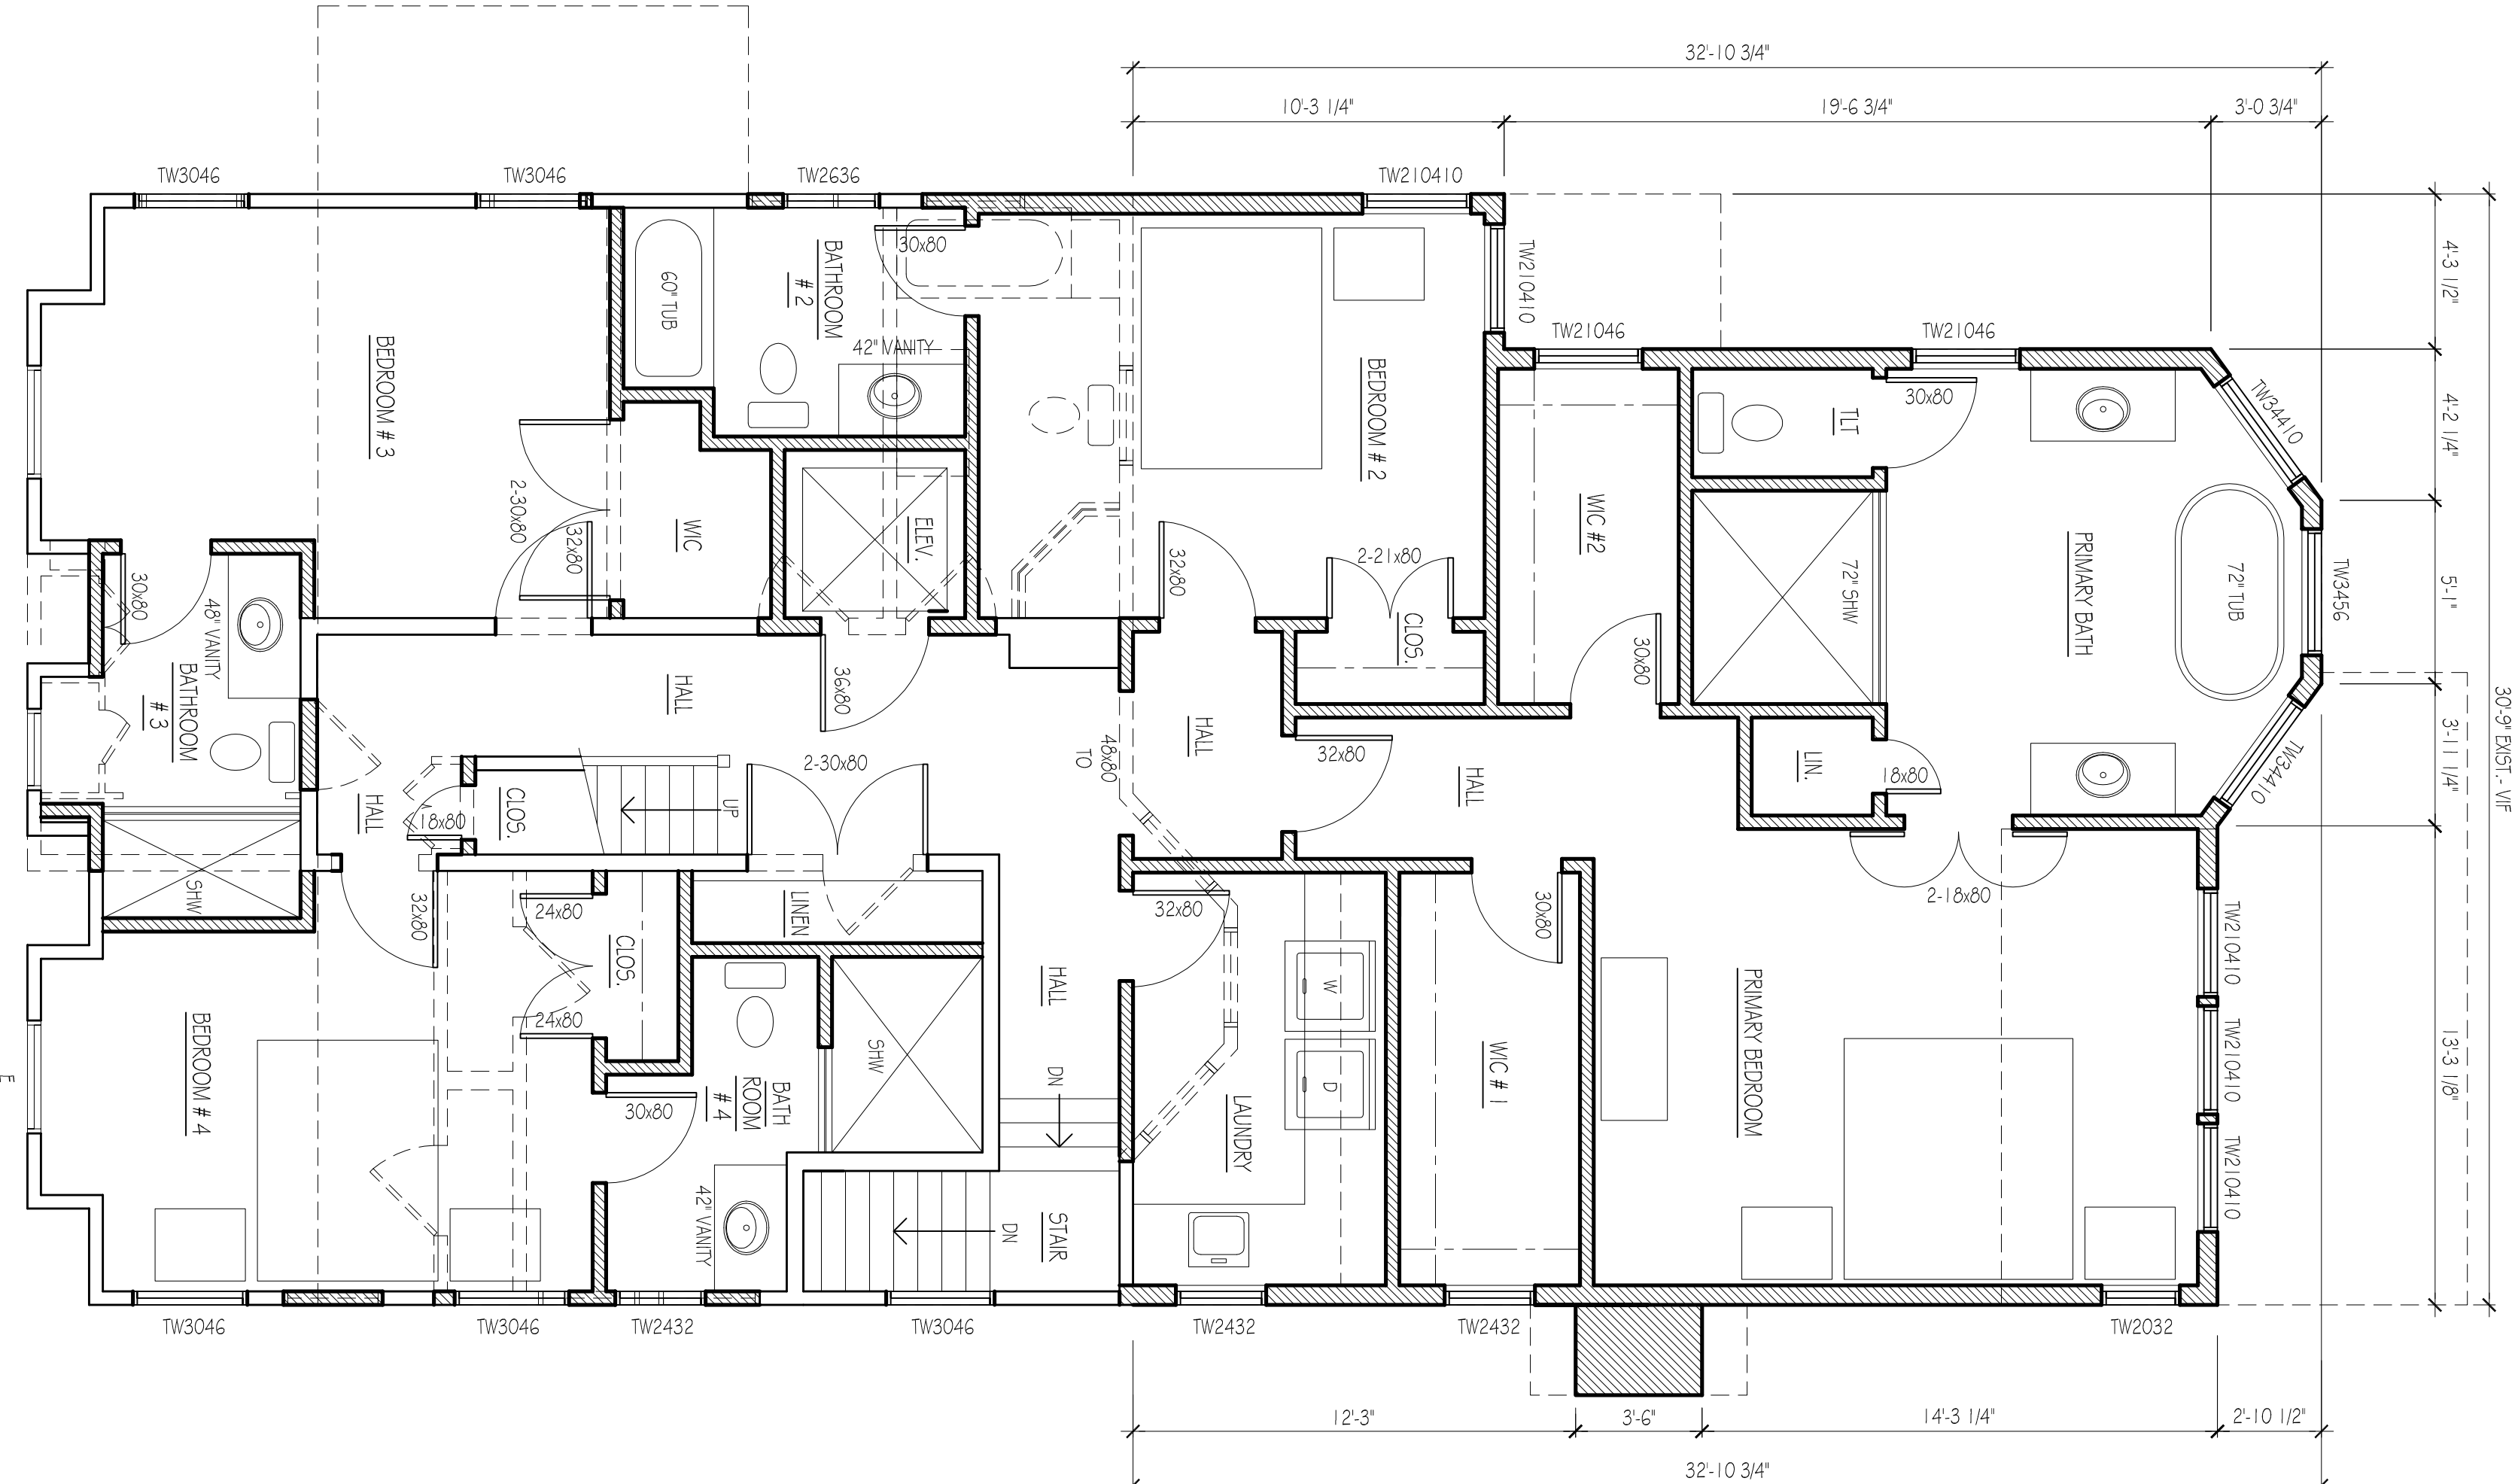 32'-10 3/4"
10'-3 1/4"
19'-6 3/4"
3'-0 3/4"
TW3046
TW3046
TW2636
TW210410
TW210410
TW21046
TW21046
TW34410
TW3456
TW34410
4'-3 1/2"
4'-2 1/4"
5'-1"
3'-11 1/4"
13'-3 1/8"
30'-9" EXIST.- VIF
BEDROOM # 3
60" TUB
BATHROOM
# 2
30x80
42" VANITY
2-30x80
32x80
WIC
ELEV.
BEDROOM # 2
32x80
2-21x80
CLOS.
WIC #2
30x80
TLT
30x80
72" SHW
PRIMARY BATH
72" TUB
LIN.
18x80
2-18x80
30x80
48" VANITY
BATHROOM
# 3
SHW
HALL
HALL
36x80
CLOS.
18x80
UP
2-30x80
48x80
TO
HALL
32x80
HALL
32x80
24x80
CLOS.
24x80
LINEN
SHW
HALL
32x80
30x80
W
D
LAUNDRY
WIC # 1
PRIMARY BEDROOM
TW210410
TW210410
TW210410
BEDROOM # 4
30x80
BATH
ROOM
# 4
42" VANITY
DN
DN
STAIR
E
TW3046
TW3046
TW2432
TW3046
TW2432
TW2432
TW2032
12'-3"
3'-6"
14'-3 1/4"
2'-10 1/2"
32'-10 3/4"